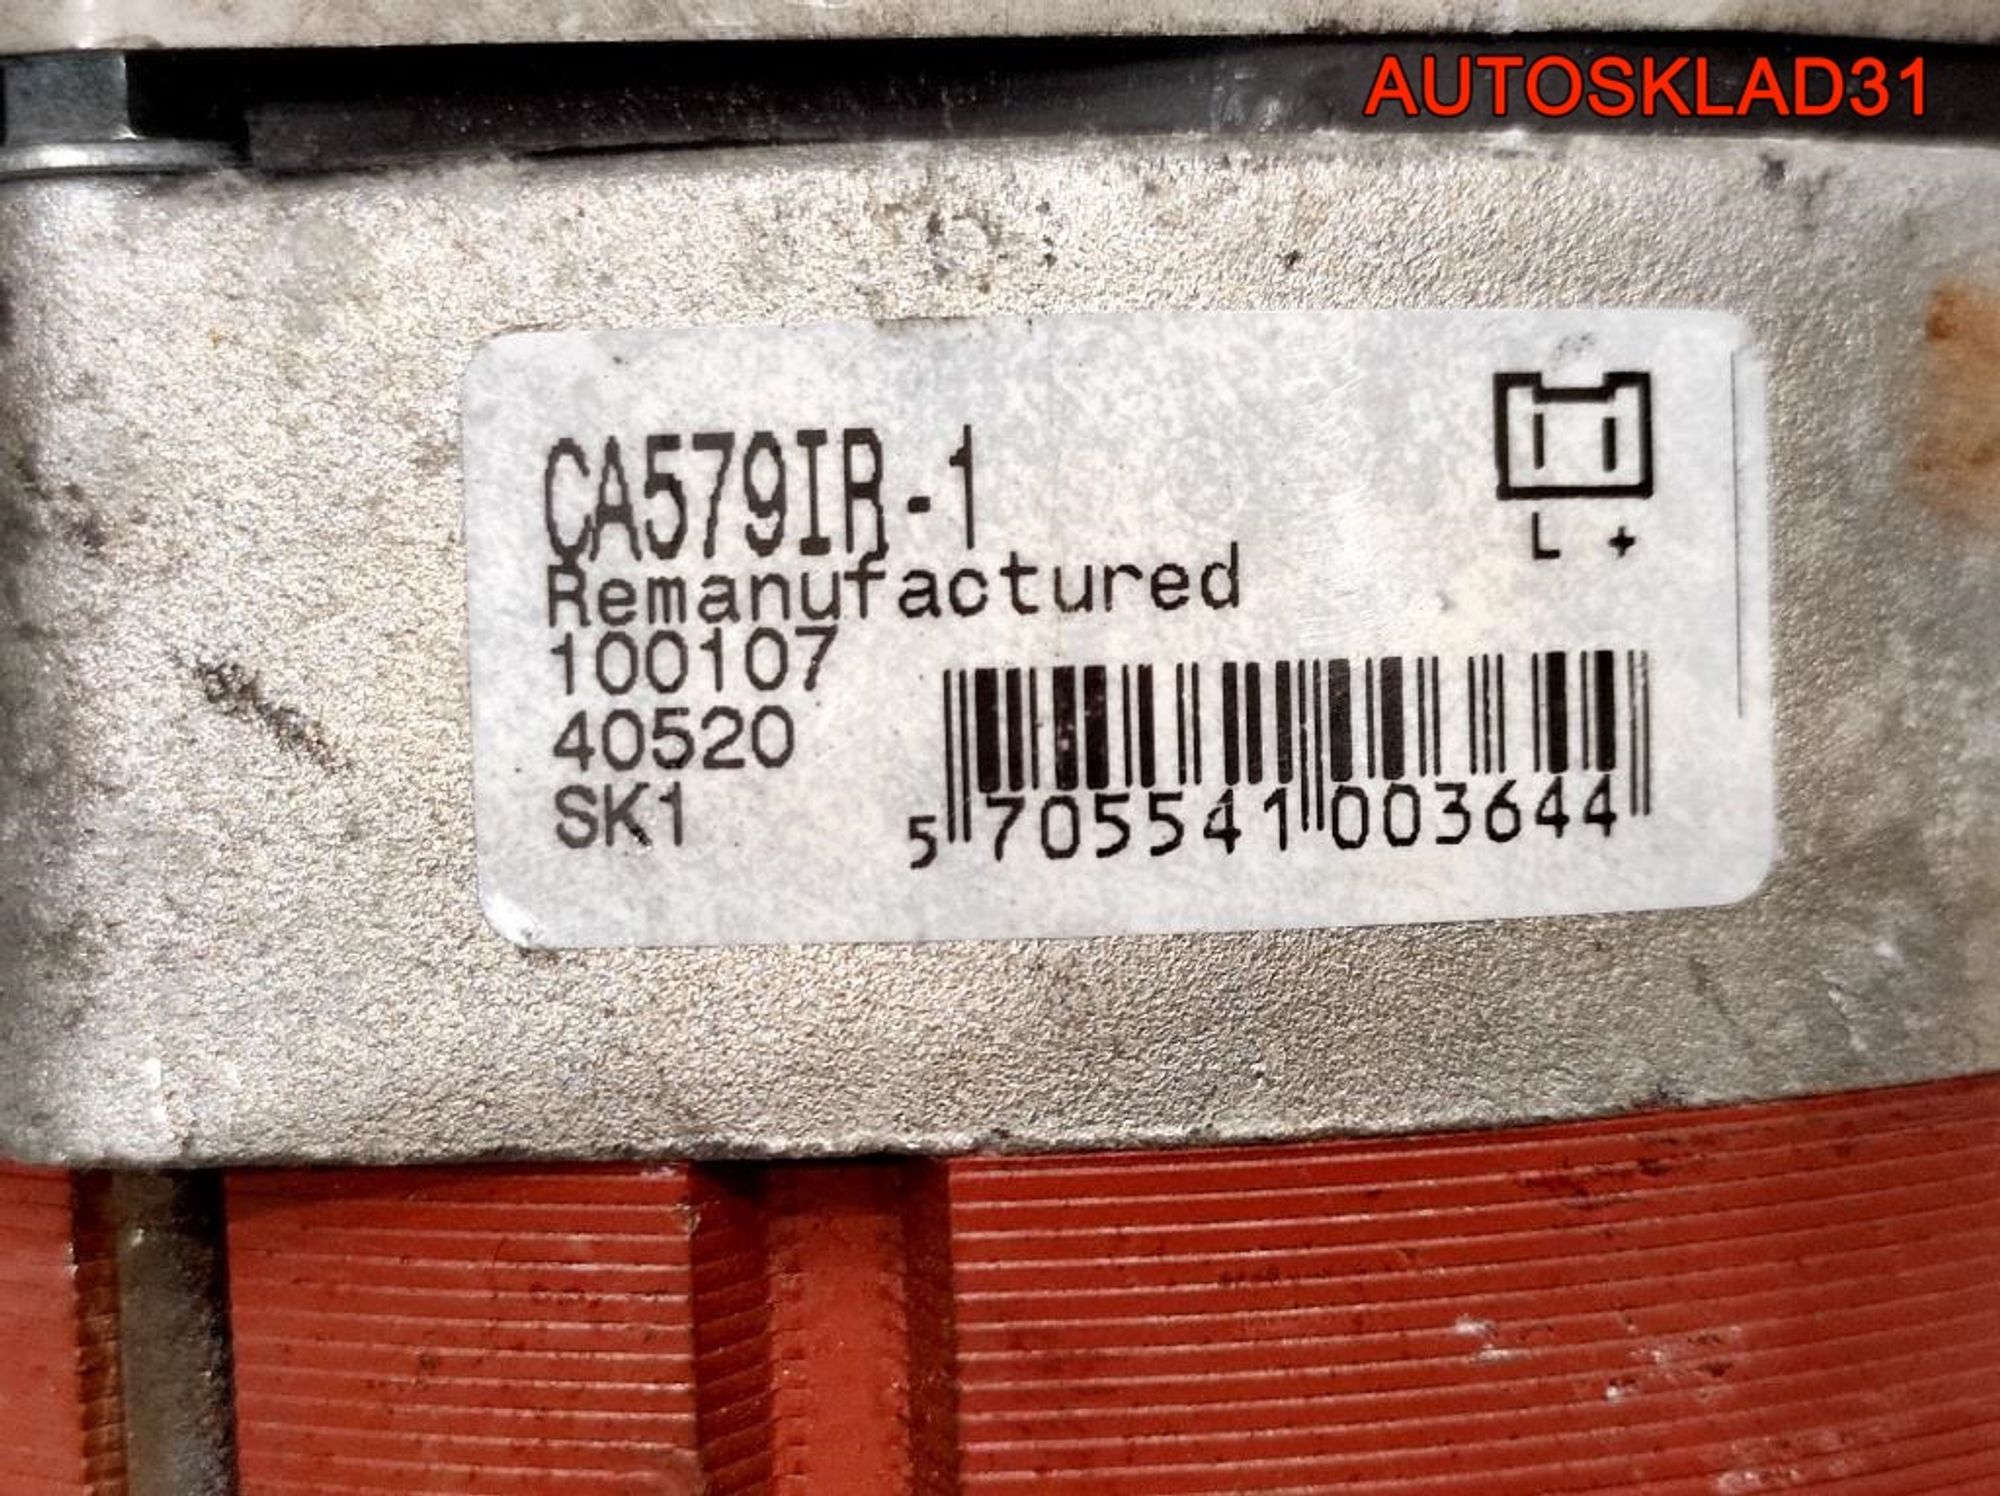 AUTOSKLAD31
CA579IR-1
L +
Remanufactured
100107
40520
SK1
5 705541 003644